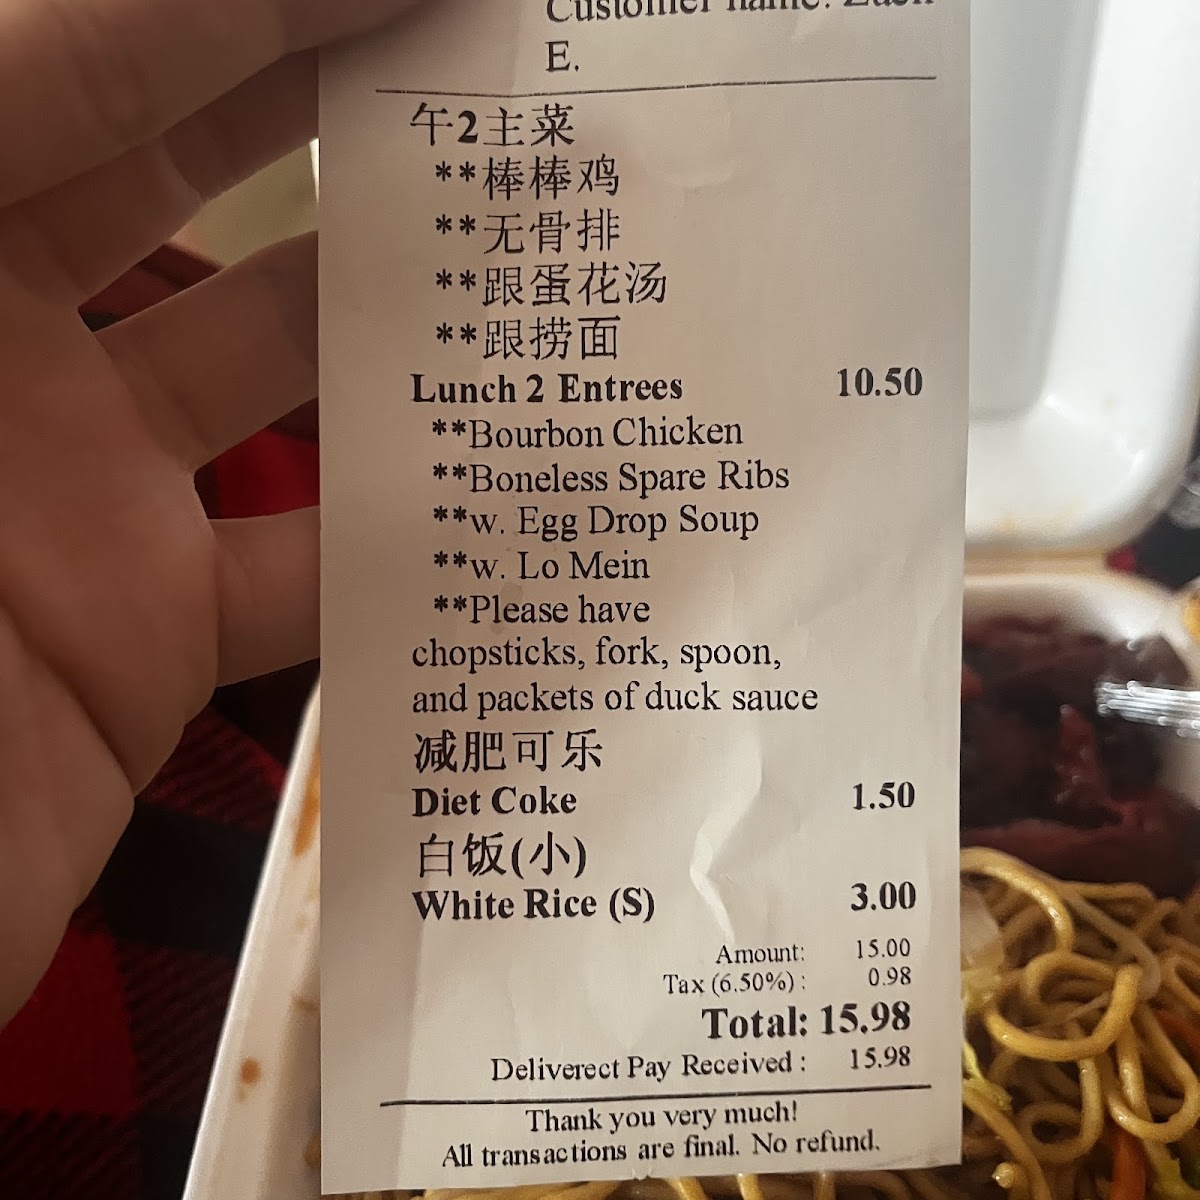 Customer name: Zach
E.
午2主菜
**棒棒鸡
**无骨排
**跟蛋花汤
**跟捞面
Lunch 2 Entrees 10.50
**Bourbon Chicken
**Boneless Spare Ribs
**w. Egg Drop Soup
**w. Lo Mein
**Please have
chopsticks, fork, spoon,
and packets of duck sauce
减肥可乐
Diet Coke 1.50
白饭(小)
White Rice (S) 3.00
Amount: 15.00
Tax (6.50%) : 0.98
Total: 15.98
Deliverect Pay Received : 15.98
Thank you very much!
All transactions are final. No refund.